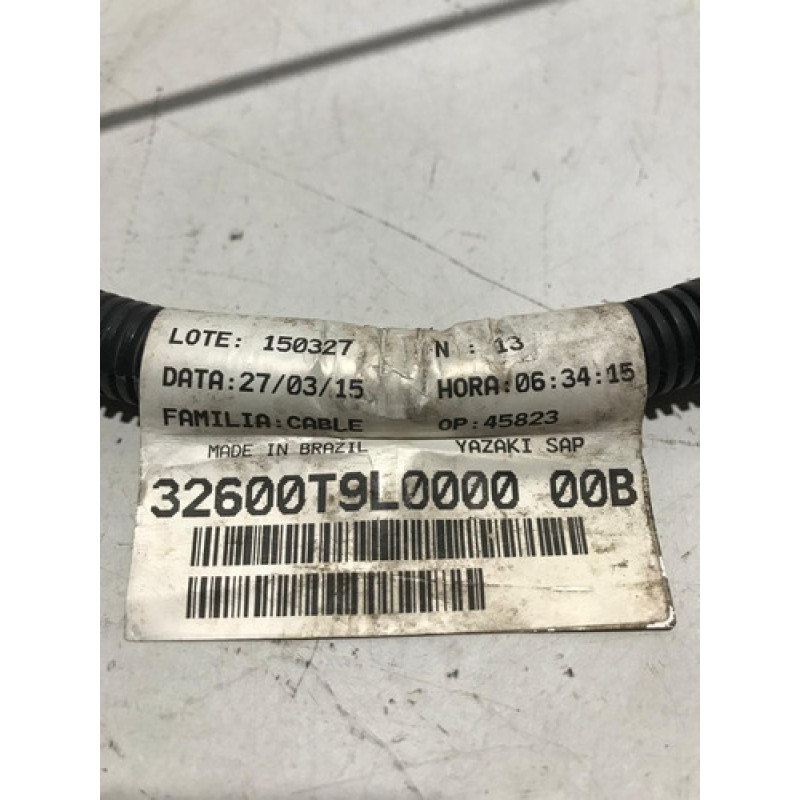 LOTE: 150327 N : 13
DATA:27/03/15 HORA:06:34:15
FAMILIA:CABLE OP:45823
MADE IN BRAZIL YAZAKI SAP
32600T9L0000 00B